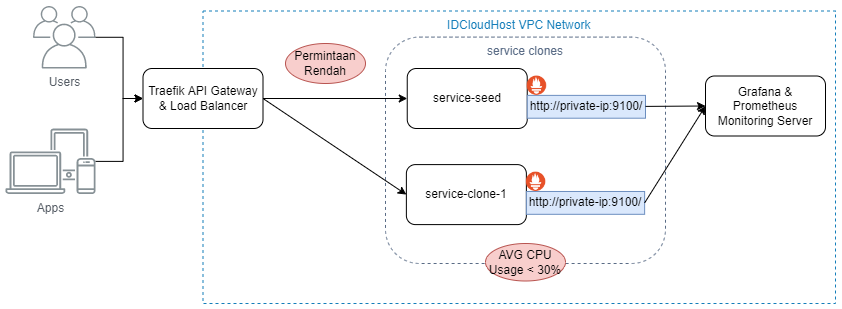 IDCloudHost VPC Network
service clones
Users
Permintaan
Rendah
Traefik API Gateway
& Load Balancer
service-seed
http://private-ip:9100/
Grafana &
Prometheus
Monitoring Server
Apps
service-clone-1
http://private-ip:9100/
AVG CPU
Usage < 30%